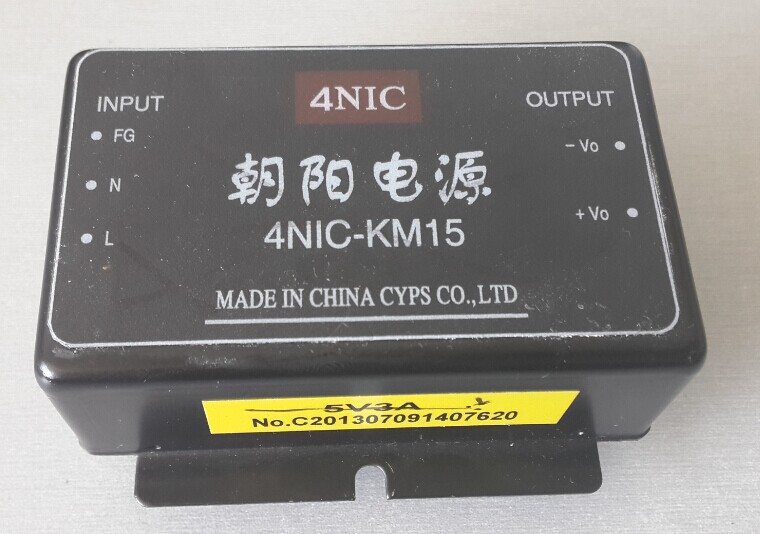 INPUT
4NIC
OUTPUT
FG
N
L
-Vo
+Vo
朝阳电源
4NIC-KM15
MADE IN CHINA CYPS CO.,LTD
5V3A
No.C201307091407620